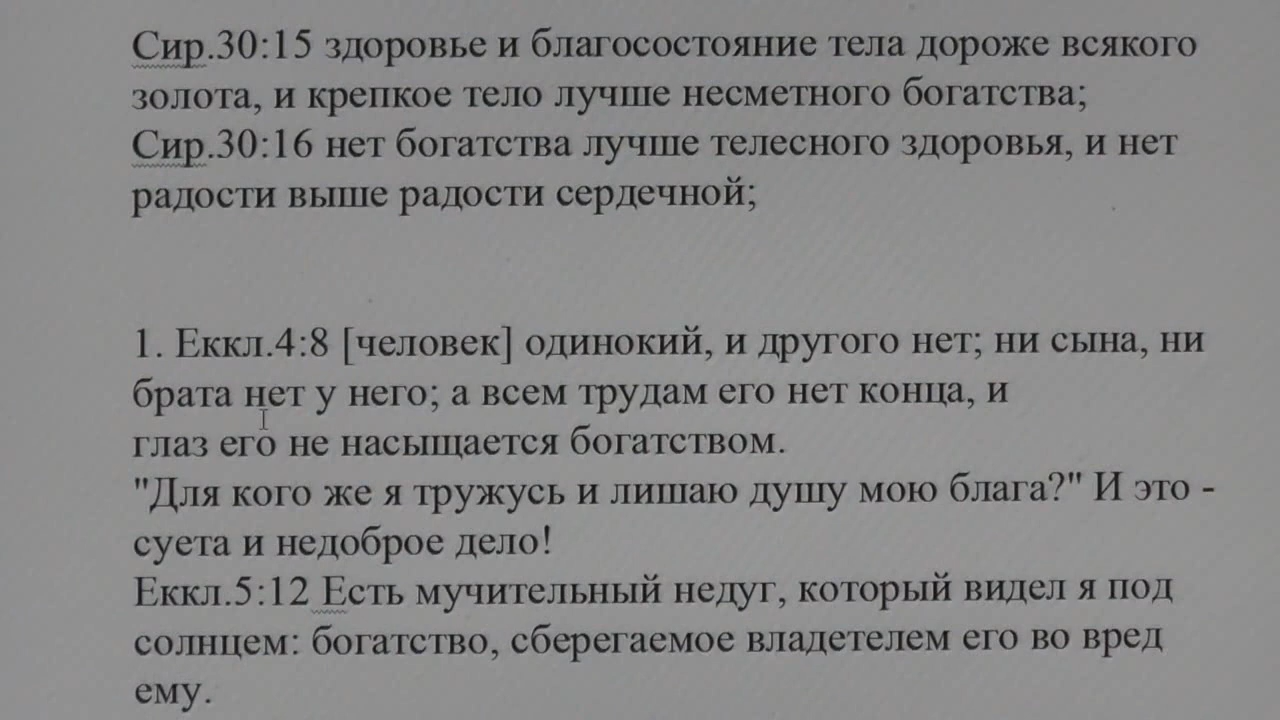 Сир.30:15 здоровье и благосостояние тела дороже всякого
золота, и крепкое тело лучше несметного богатства;
Сир.30:16 нет богатства лучше телесного здоровья, и нет
радости выше радости сердечной;
1. Еккл.4:8 [человек] одинокий, и другого нет; ни сына, ни
брата нет у него; а всем трудам его нет конца, и
глаз его не насыщается богатством.
"Для кого же я тружусь и лишаю душу мою блага?" И это -
суета и недоброе дело!
Еккл.5:12 Есть мучительный недуг, который видел я под
солнцем: богатство, сберегаемое владетелем его во вред
ему.